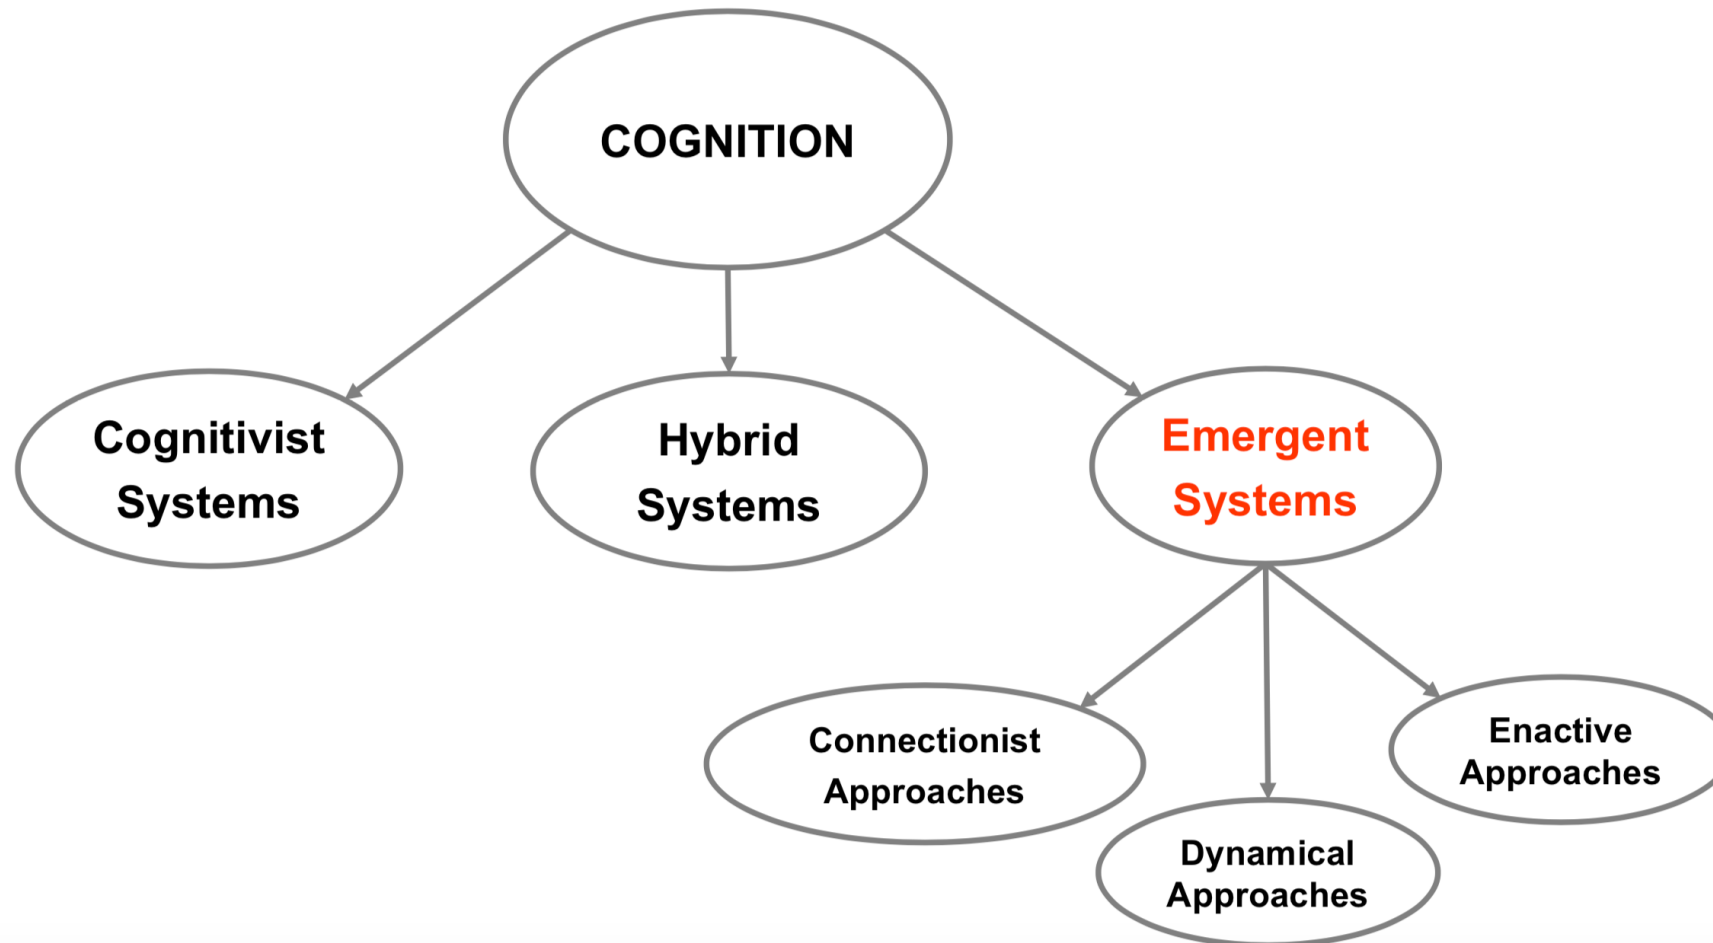 COGNITION
Cognitivist
Systems
Hybrid
Systems
Emergent
Systems
Connectionist
Approaches
Dynamical
Approaches
Enactive
Approaches